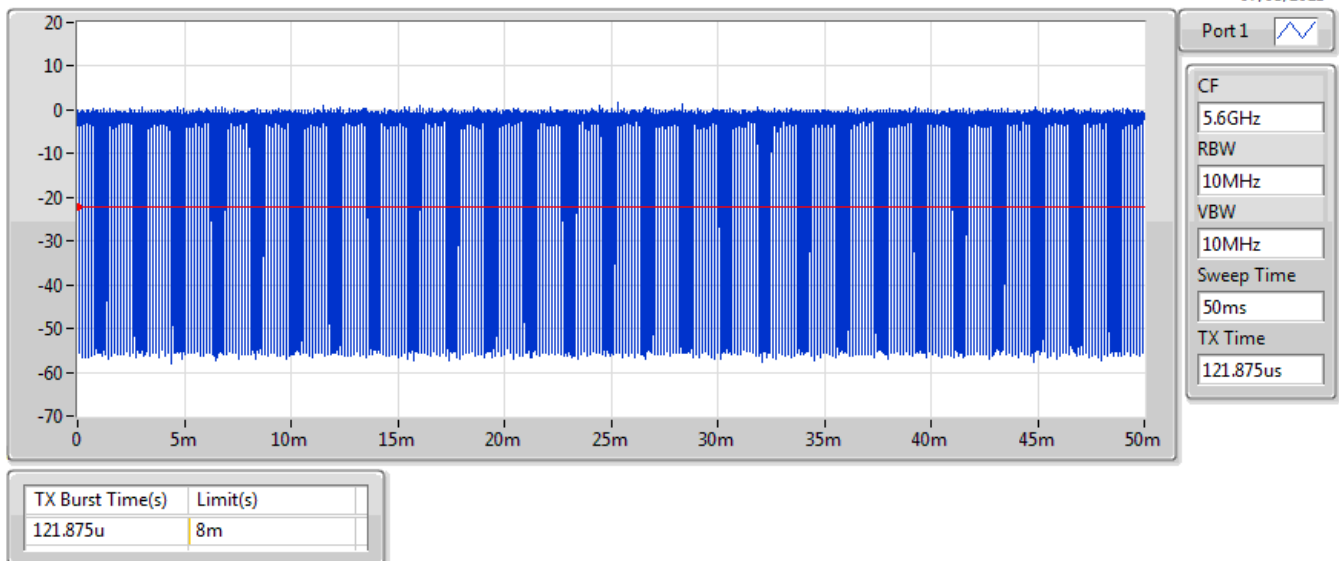 Port 1
20
10
0
-10
-20
-30
-40
-50
-60
-70
0 5m 10m 15m 20m 25m 30m 35m 40m 45m 50m
CF
5.6GHz
RBW
10MHz
VBW
10MHz
Sweep Time
50ms
TX Time
121.875us
TX Burst Time(s) Limit(s)
121.875u 8m